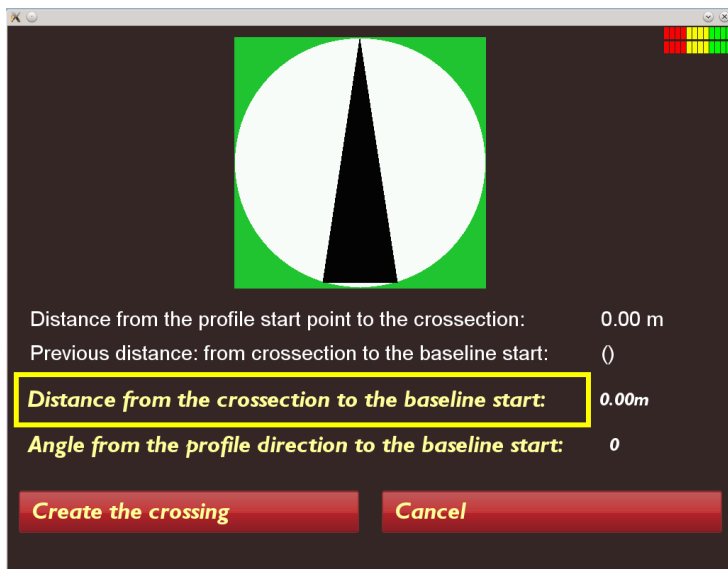 Distance from the profile start point to the crossection: 0.00 m
Previous distance: from crossection to the baseline start: ()
Distance from the crossection to the baseline start: 0.00m
Angle from the profile direction to the baseline start: 0
Create the crossing Cancel